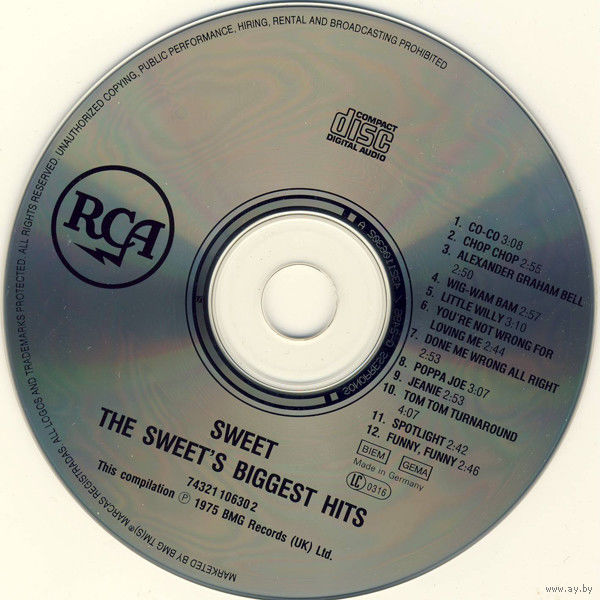 UNAUTHORIZED COPYING, PUBLIC PERFORMANCE, HIRING, RENTAL AND BROADCASTING PROHIBITED
COMPACT
disc
DIGITAL AUDIO
RCA
1. CO-CO 3:08
2. CHOP CHOP 2:55
3. ALEXANDER GRAHAM BELL
2:50
4. WIG-WAM BAM 2:57
5. LITTLE WILLY 3:10
6. YOU'RE NOT WRONG FOR
LOVING ME 2:44
7. DONE ME WRONG ALL RIGHT
2:53
8. POPPA JOE 3:07
9. JEANIE 2:53
10. TOM TOM TURNAROUND
4:07
11. SPOTLIGHT 2:42
12. FUNNY, FUNNY 2:46
BIEM
GEMA
Made in Germany
LC 0316
SWEET
THE SWEET'S BIGGEST HITS
74321 10630 2
This compilation Ⓟ 1975 BMG Records (UK) Ltd.
MARKETED BY BMG TM(S)® MARCAS REGISTRADAS. ALL LOGOS AND TRADEMARKS PROTECTED. ALL RIGHTS RESERVED.
www.ay.by